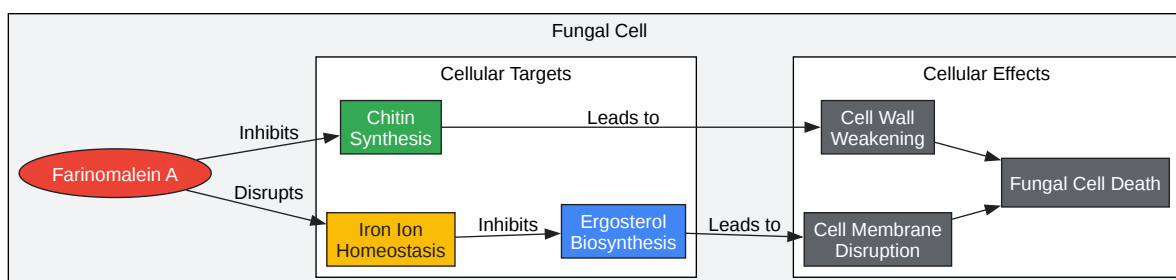 Fungal Cell
Cellular Targets
Cellular Effects
Chitin
Synthesis
Leads to
Cell Wall
Weakening
Inhibits
Farinomalein A
Fungal Cell Death
Disrupts
Iron Ion
Homeostasis
Inhibits
Ergosterol
Biosynthesis
Leads to
Cell Membrane
Disruption